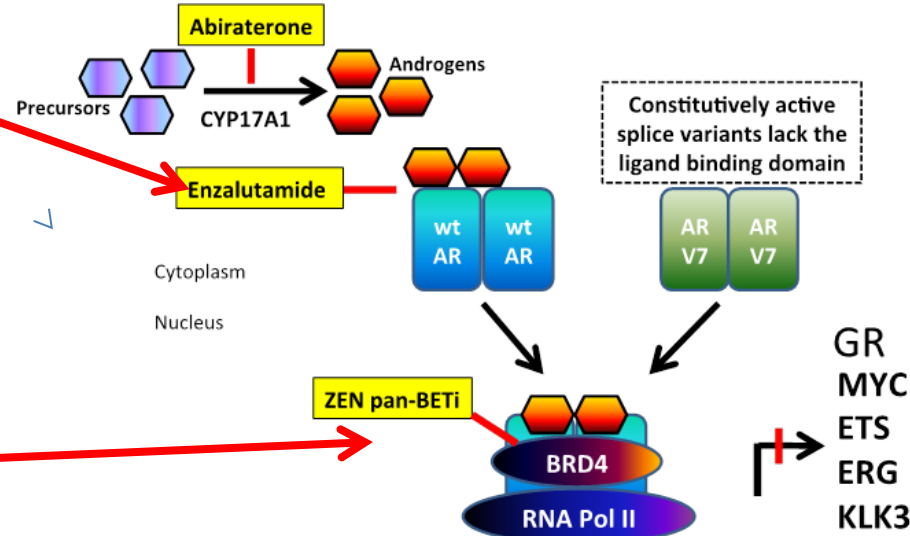 Abiraterone
Precursors
CYP17A1
Androgens
Constitutively active
splice variants lack the
ligand binding domain
Enzalutamide
wt
AR
wt
AR
AR
V7
AR
V7
Cytoplasm
Nucleus
ZEN pan-BETi
BRD4
RNA Pol II
GR
MYC
ETS
ERG
KLK3